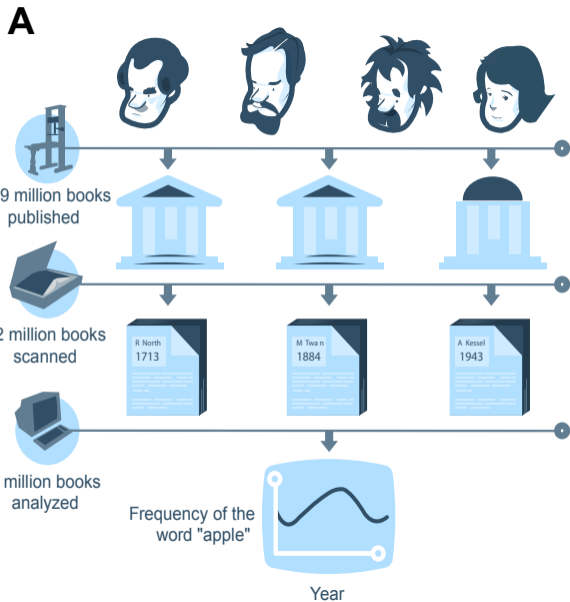 A
9 million books
published
2 million books
scanned
R North
1713
M Twa n
1884
A Kessel
1943
million books
analyzed
Frequency of the
word "apple"
Year